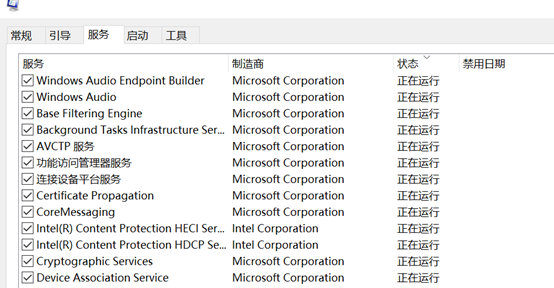 常规 引导 服务 启动 工具
服务 制造商 状态 禁用日期
Windows Audio Endpoint Builder Microsoft Corporation 正在运行
Windows Audio Microsoft Corporation 正在运行
Base Filtering Engine Microsoft Corporation 正在运行
Background Tasks Infrastructure Ser... Microsoft Corporation 正在运行
AVCTP 服务 Microsoft Corporation 正在运行
功能访问管理器服务 Microsoft Corporation 正在运行
连接设备平台服务 Microsoft Corporation 正在运行
Certificate Propagation Microsoft Corporation 正在运行
CoreMessaging Microsoft Corporation 正在运行
Intel(R) Content Protection HECI Ser... Intel Corporation 正在运行
Intel(R) Content Protection HDCP Se... Intel Corporation 正在运行
Cryptographic Services Microsoft Corporation 正在运行
Device Association Service Microsoft Corporation 正在运行